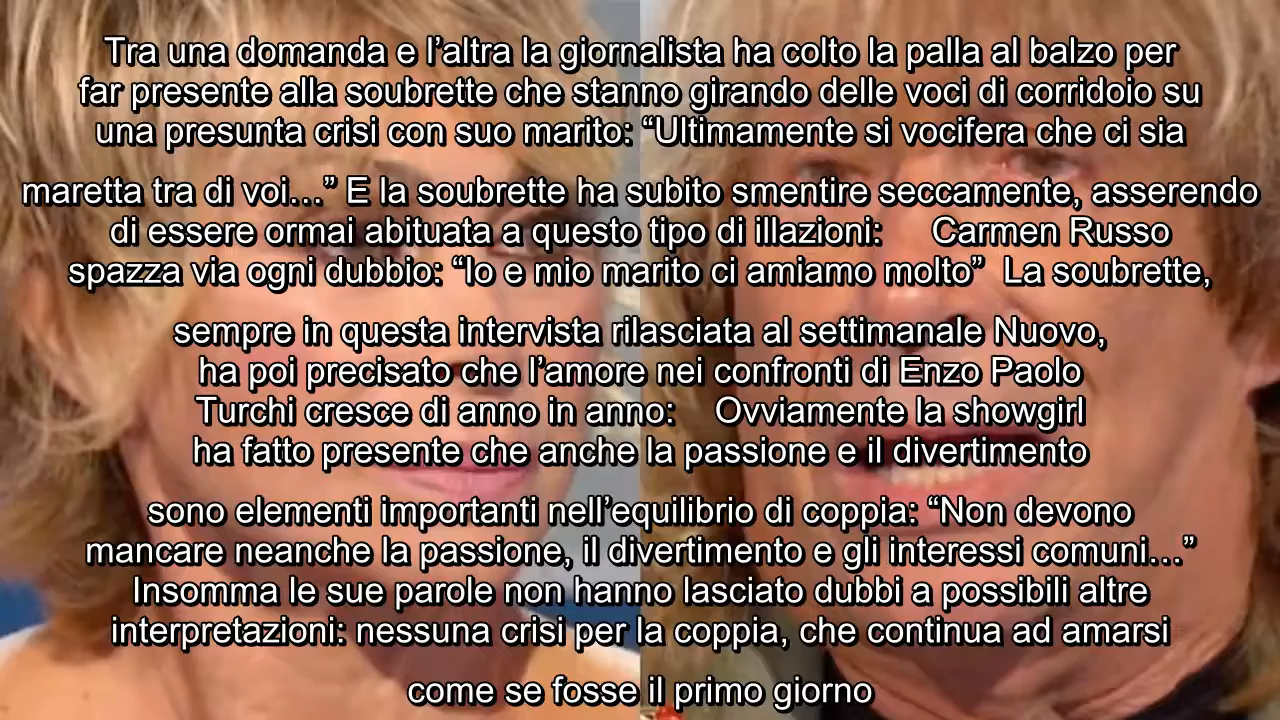 Tra una domanda e l’altra la giornalista ha colto la palla al balzo per
far presente alla soubrette che stanno girando delle voci di corridoio su
una presunta crisi con suo marito: “Ultimamente si vocifera che ci sia
maretta tra di voi…” E la soubrette ha subito smentire seccamente, asserendo
di essere ormai abituata a questo tipo di illazioni: Carmen Russo
spazza via ogni dubbio: “Io e mio marito ci amiamo molto” La soubrette,
sempre in questa intervista rilasciata al settimanale Nuovo,
ha poi precisato che l’amore nei confronti di Enzo Paolo
Turchi cresce di anno in anno: Ovviamente la showgirl
ha fatto presente che anche la passione e il divertimento
sono elementi importanti nell’equilibrio di coppia: “Non devono
mancare neanche la passione, il divertimento e gli interessi comuni…”
Insomma le sue parole non hanno lasciato dubbi a possibili altre
interpretazioni: nessuna crisi per la coppia, che continua ad amarsi
come se fosse il primo giorno